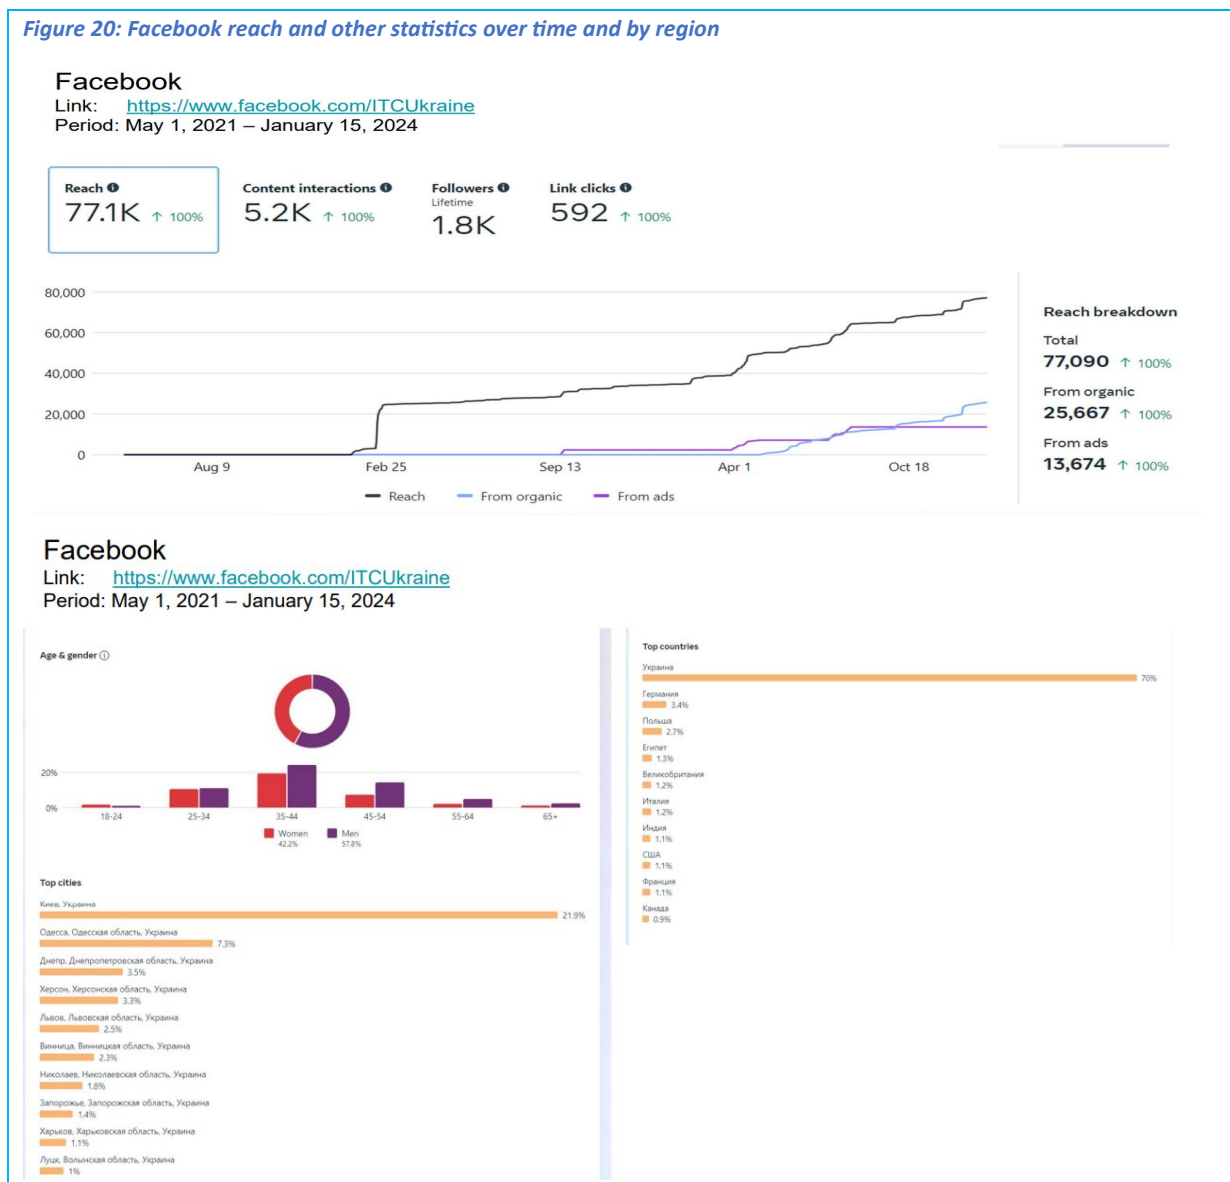 Figure 20: Facebook reach and other statistics over time and by region
Facebook
Link: https://www.facebook.com/ITCUkraine
Period: May 1, 2021 – January 15, 2024
Reach
77.1K ↑ 100%
Content interactions
5.2K ↑ 100%
Followers
Lifetime
1.8K
Link clicks
592 ↑ 100%
80,000
60,000
40,000
20,000
0
Aug 9 Feb 25 Sep 13 Apr 1 Oct 18
Reach From organic From ads
Reach breakdown
Total
77,090 ↑ 100%
From organic
25,667 ↑ 100%
From ads
13,674 ↑ 100%
Facebook
Link: https://www.facebook.com/ITCUkraine
Period: May 1, 2021 – January 15, 2024
Age & gender
20%
0%
18-24 25-34 35-44 45-54 55-64 65+
Women Men
42.2% 57.8%
Top cities
Киев, Украина
21.9%
Одесса, Одесская область, Украина
7.3%
Днепр, Днепропетровская область, Украина
3.5%
Херсон, Херсонская область, Украина
3.3%
Львов, Львовская область, Украина
2.5%
Винница, Винницкая область, Украина
2.3%
Николаев, Николаевская область, Украина
1.8%
Запорожье, Запорожская область, Украина
1.4%
Харьков, Харьковская область, Украина
1.1%
Луцк, Волынская область, Украина
1%
Top countries
Украина
70%
Германия
3.4%
Польша
2.7%
Египет
1.3%
Великобритания
1.2%
Италия
1.2%
Индия
1.1%
США
1.1%
Франция
1.1%
Канада
0.9%